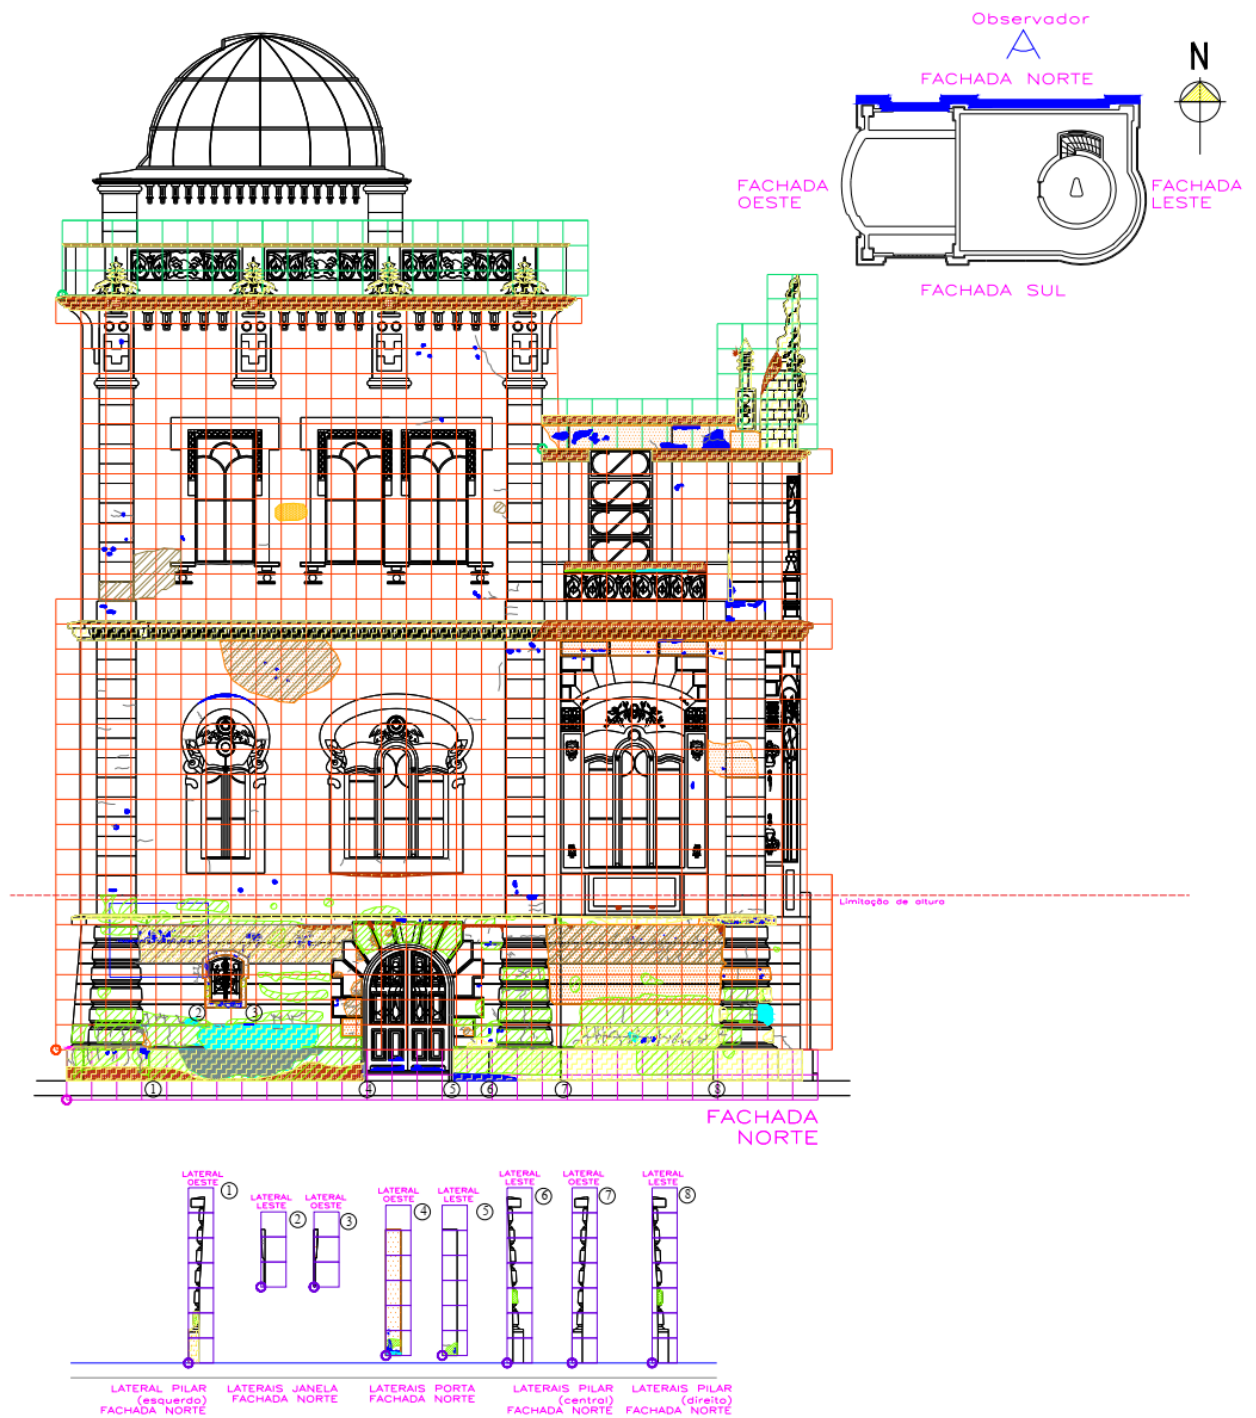 Observador
A
FACHADA NORTE
N
FACHADA
OESTE
FACHADA
LESTE
FACHADA SUL
Limitação de altura
2
3
1
4
5
6
7
8
FACHADA
NORTE
LATERAL
OESTE
1
LATERAL
LESTE
2
LATERAL
OESTE
3
LATERAL
OESTE
4
LATERAL
LESTE
5
LATERAL
LESTE
6
LATERAL
OESTE
7
LATERAL
LESTE
8
LATERAL PILAR
(esquerdo)
FACHADA NORTE
LATERAIS JANELA
FACHADA NORTE
LATERAIS PORTA
FACHADA NORTE
LATERAIS PILAR
(central)
FACHADA NORTE
LATERAIS PILAR
(direito)
FACHADA NORTE